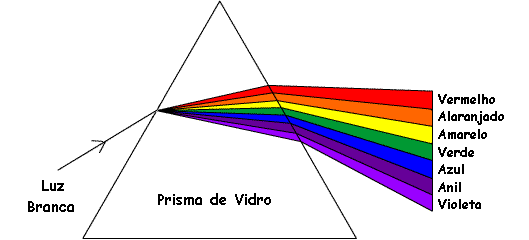 Vermelho
Alaranjado
Amarelo
Verde
Azul
Anil
Violeta
Luz
Branca
Prisma de Vidro